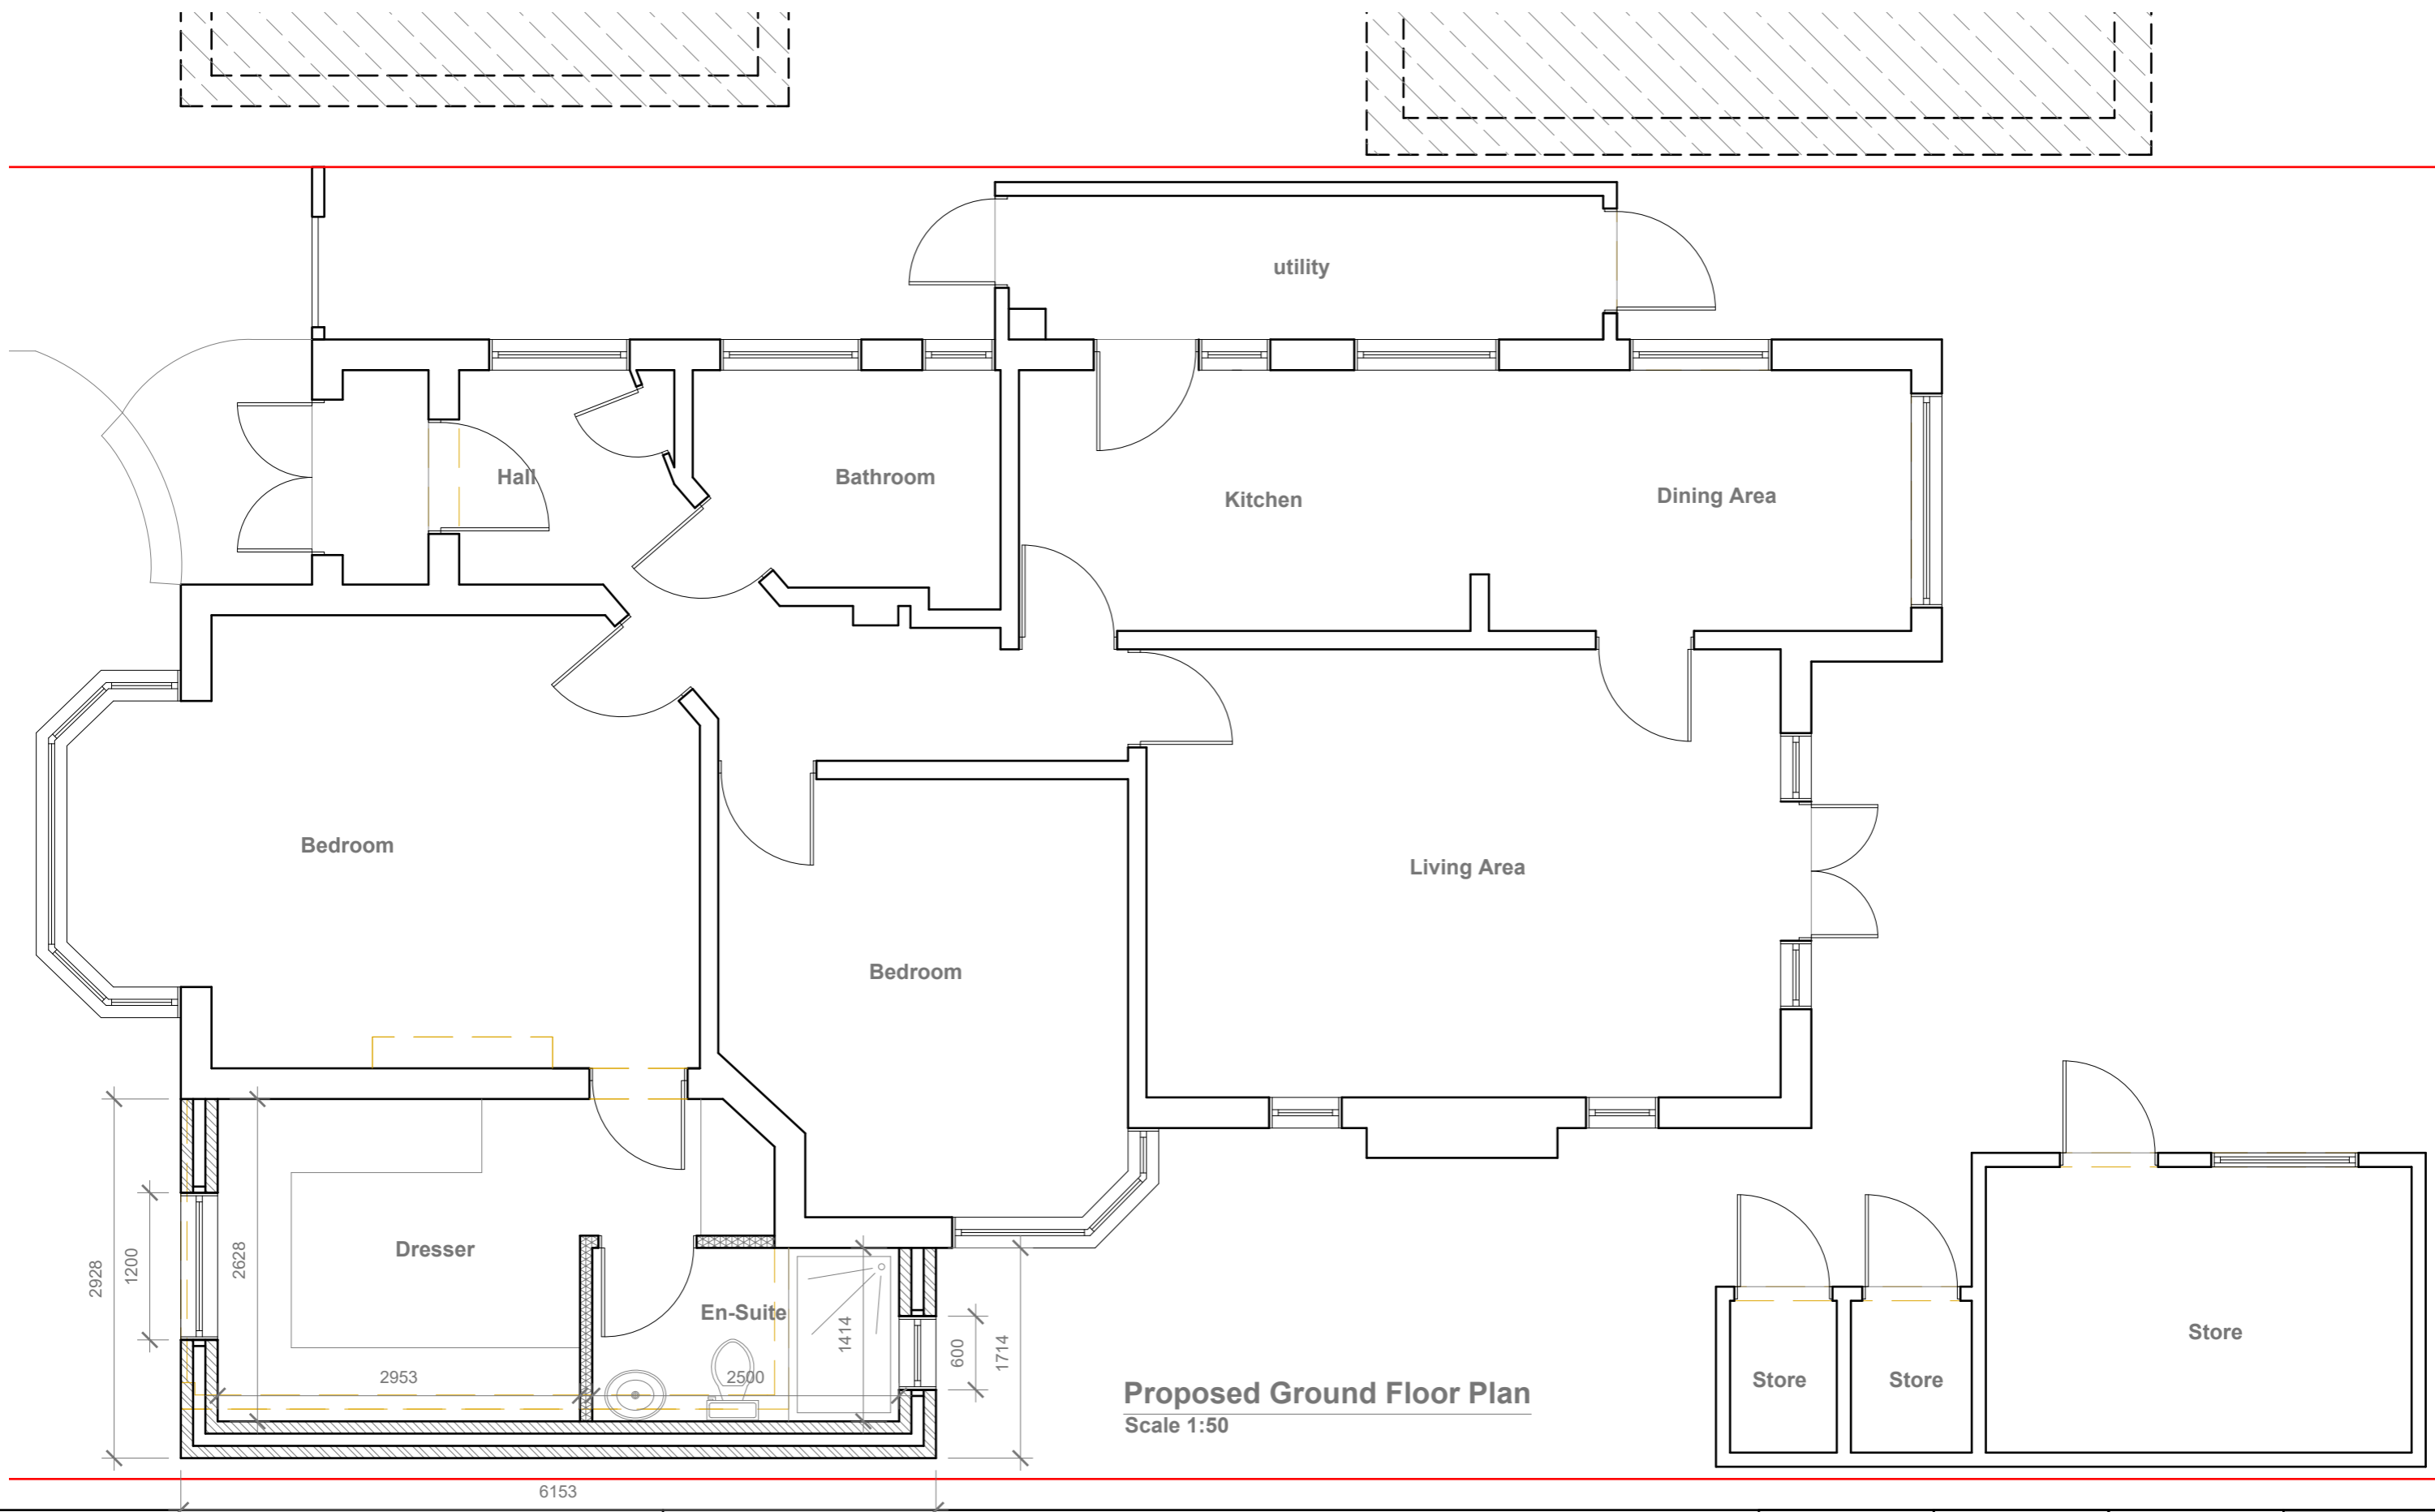 utility
Hall
Bathroom
Kitchen
Dining Area
Bedroom
Living Area
Bedroom
2928
1200
2628
Dresser
En-Suite
1414
600
1714
2953
2500
Store
Store
Store
Proposed Ground Floor Plan
Scale 1:50
6153